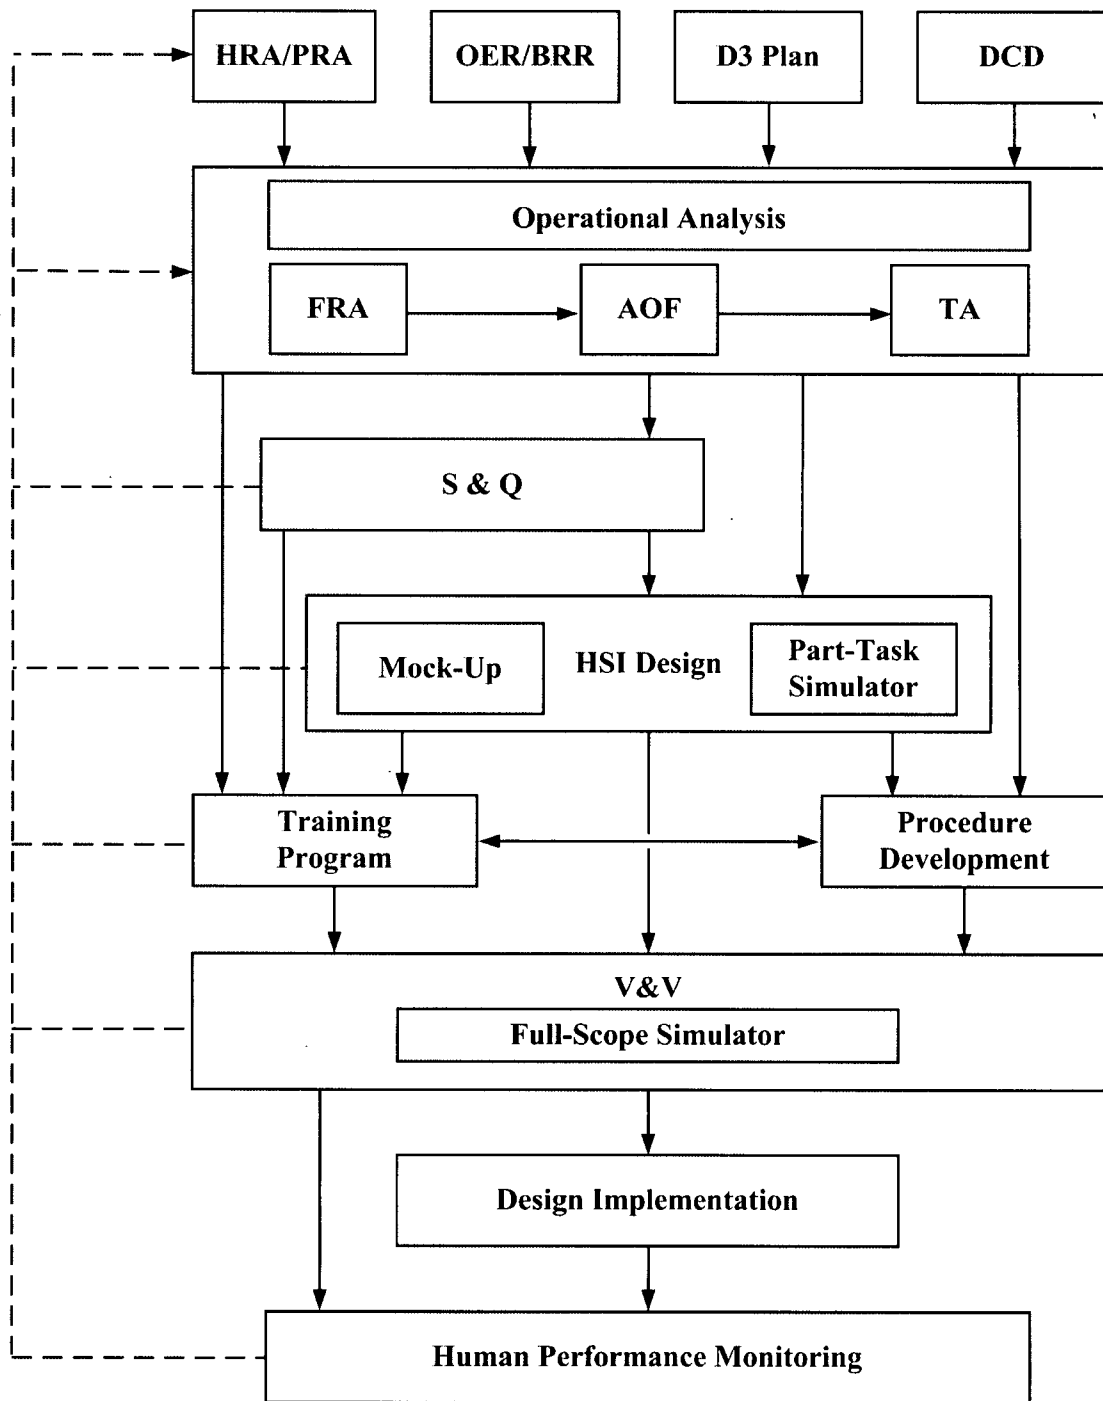 HRA/PRA
OER/BRR
D3 Plan
DCD
Operational Analysis
FRA
AOF
TA
S & Q
Mock-Up
HSI Design
Part-Task
Simulator
Training
Program
Procedure
Development
V&V
Full-Scope Simulator
Design Implementation
Human Performance Monitoring